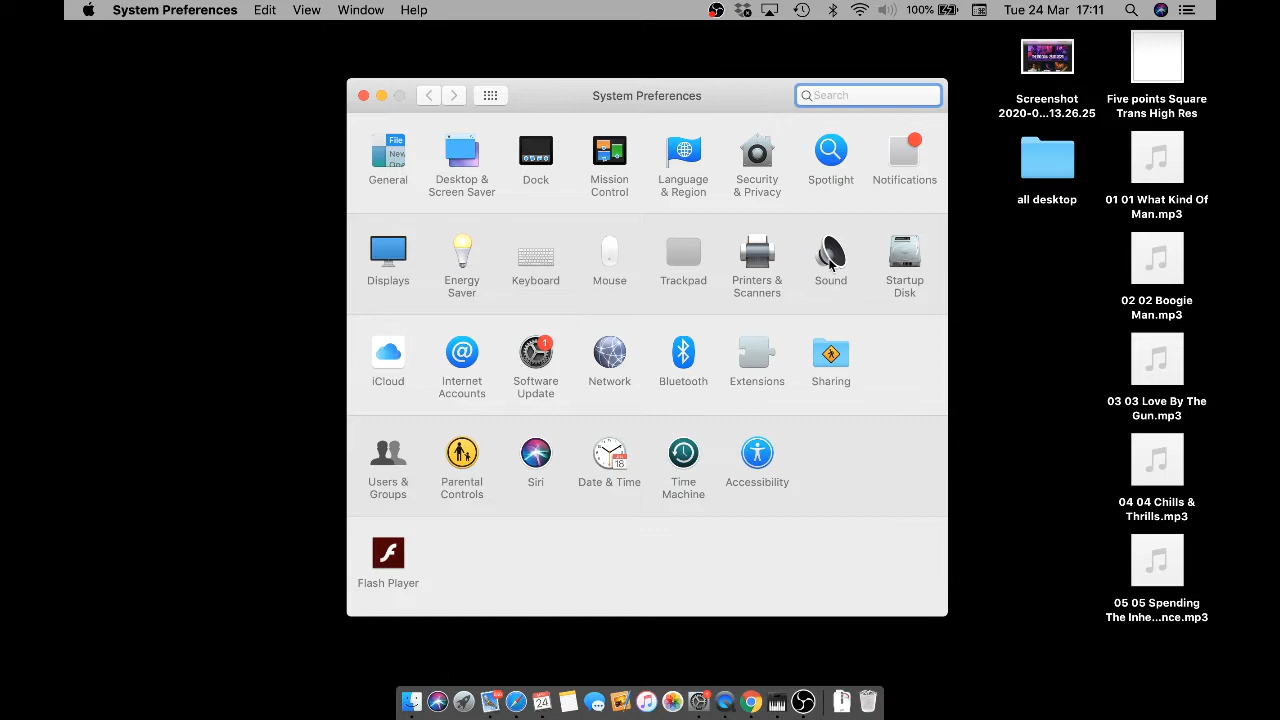 System Preferences Edit View Window Help 100% Tue 24 Mar 17:11
System Preferences Search
General
Desktop &
Screen Saver
Dock
Mission
Control
Language
& Region
Security
& Privacy
Spotlight
Notifications
Displays
Energy
Saver
Keyboard
Mouse
Trackpad
Printers &
Scanners
Sound
Startup
Disk
iCloud
Internet
Accounts
1
Software
Update
Network
Bluetooth
Extensions
Sharing
Users &
Groups
Parental
Controls
Siri
18
Date & Time
Time
Machine
Accessibility
Flash Player
Screenshot
2020-0...13.26.25
all desktop
Five points Square
Trans High Res
01 01 What Kind Of
Man.mp3
02 02 Boogie
Man.mp3
03 03 Love By The
Gun.mp3
04 04 Chills &
Thrills.mp3
05 05 Spending
The Inhe...nce.mp3
24